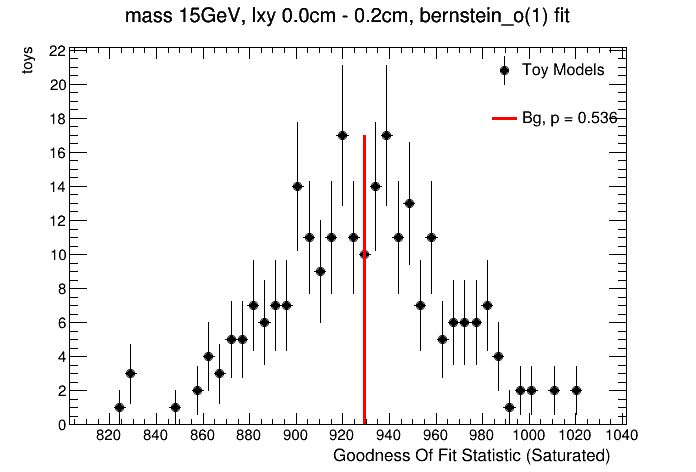 mass 15GeV, lxy 0.0cm - 0.2cm, bernstein_o(1) fit
toys
22
20
18
16
14
12
10
8
6
4
2
0
Toy Models
Bg, p = 0.536
820 840 860 880 900 920 940 960 980 1000 1020 1040
Goodness Of Fit Statistic (Saturated)